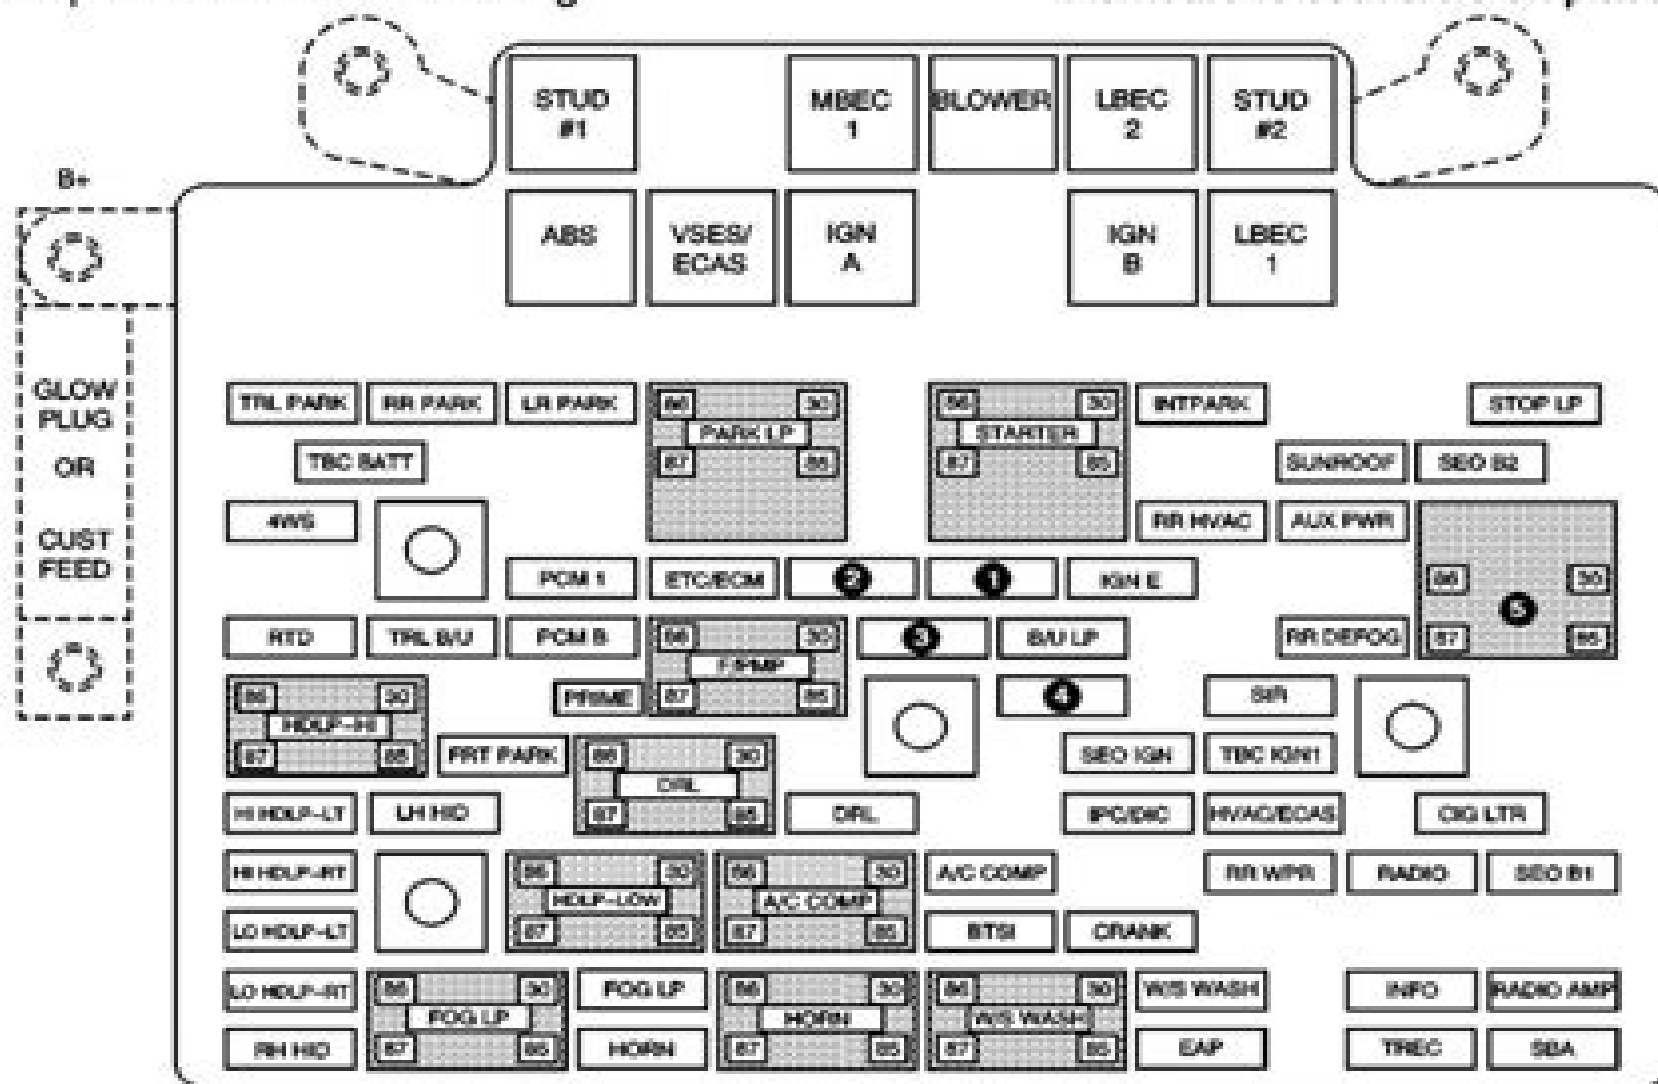 STUD #1
MBEC 1
BLOWER
LBEC 2
STUD #2
B+
ABS
VSES/ ECAS
IGN A
IGN B
LBEC 1
GLOW PLUG OR CUST FEED
TRL PARK
RR PARK
LR PARK
86 30
PARK LP
87 85
86 30
STARTER
87 85
INTPARK
STOP LP
TBC BATT
SUNROOF
SEO B2
4WS
RR HVAC
AUX PWR
PCM 1
ETC/ECM
2
1
IGN E
86 30
5
87 85
RTD
TRL B/U
PCM B
86 30
F/PMP
87 85
3
B/U LP
RR DEFOG
PRIME
4
SIR
86 30
HDLP-HI
87 85
FRT PARK
86 30
DRL
87 85
SEO IGN
TBC IGN1
HI HDLP-LT
LH HID
DRL
IPC/DIC
HVAC/ECAS
CIG LTR
HI HDLP-RT
86 30
HDLP-LOW
87 85
86 30
A/C COMP
87 85
A/C COMP
RR WPR
RADIO
SEO B1
LO HDLP-LT
BTSI
CRANK
LO HDLP-RT
86 30
FOG LP
87 85
FOG LP
86 30
HORN
87 85
86 30
W/S WASH
87 85
W/S WASH
INFO
RADIO AMP
RH HID
HORN
EAP
TREC
SBA